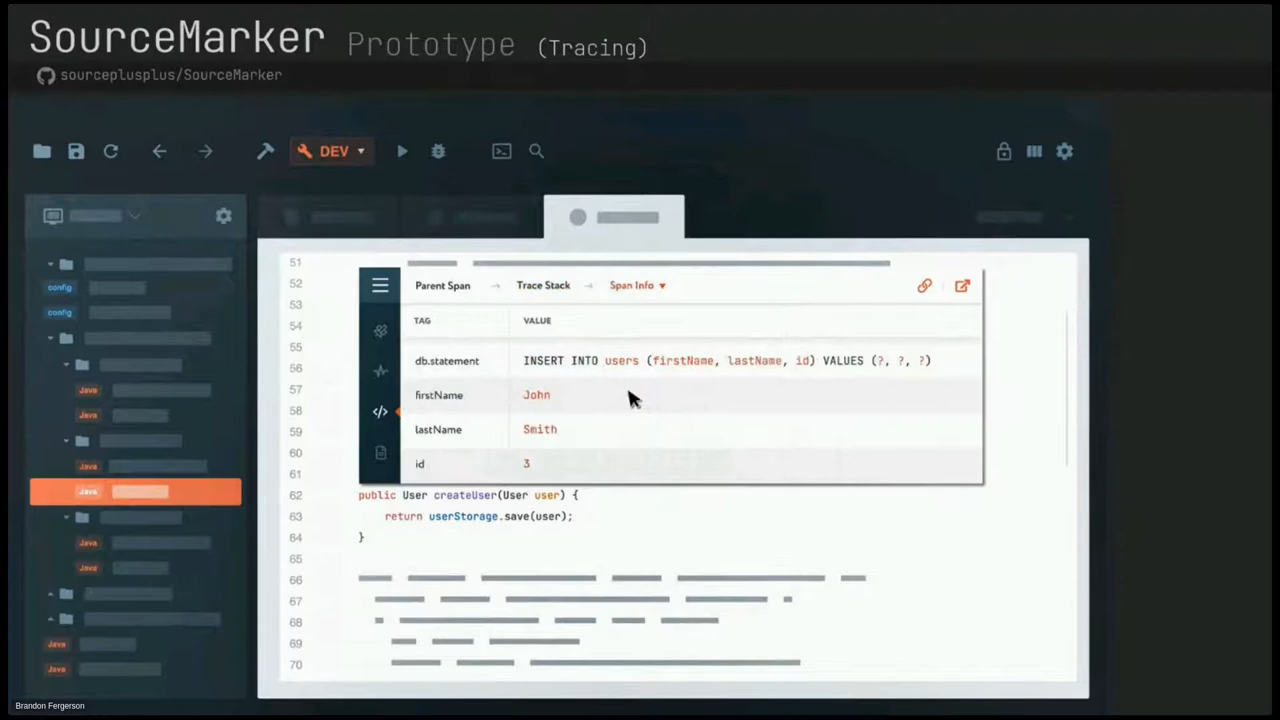 SourceMarker Prototype (Tracing)
sourceplusplus/SourceMarker
DEV
config
config
Java
Java
Java
Java
Java
Java
Java
Java
51
52
53
54
55
56
57
58
59
60
61
62
63
64
65
66
67
68
69
70
Parent Span → Trace Stack → Span Info
TAG VALUE
db.statement INSERT INTO users (firstName, lastName, id) VALUES (?, ?, ?)
firstName John
lastName Smith
id 3
public User createUser(User user) {
return userStorage.save(user);
}
Brandon Fergerson